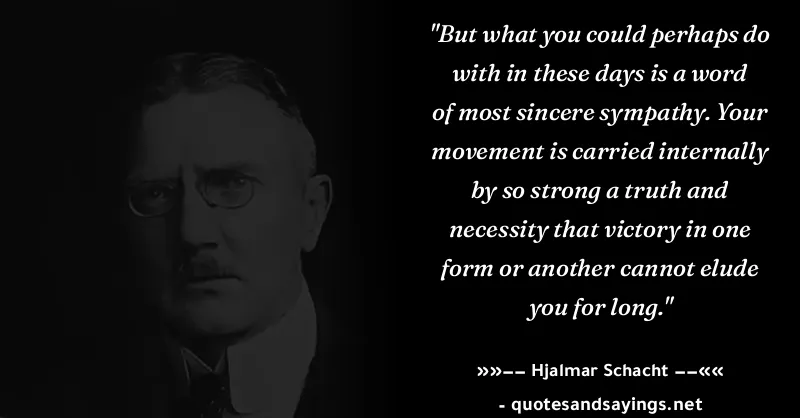 "But what you could perhaps do
with in these days is a word
of most sincere sympathy. Your
movement is carried internally
by so strong a truth and
necessity that victory in one
form or another cannot elude
you for long."
»»−− Hjalmar Schacht −−««
- quotesandsayings.net